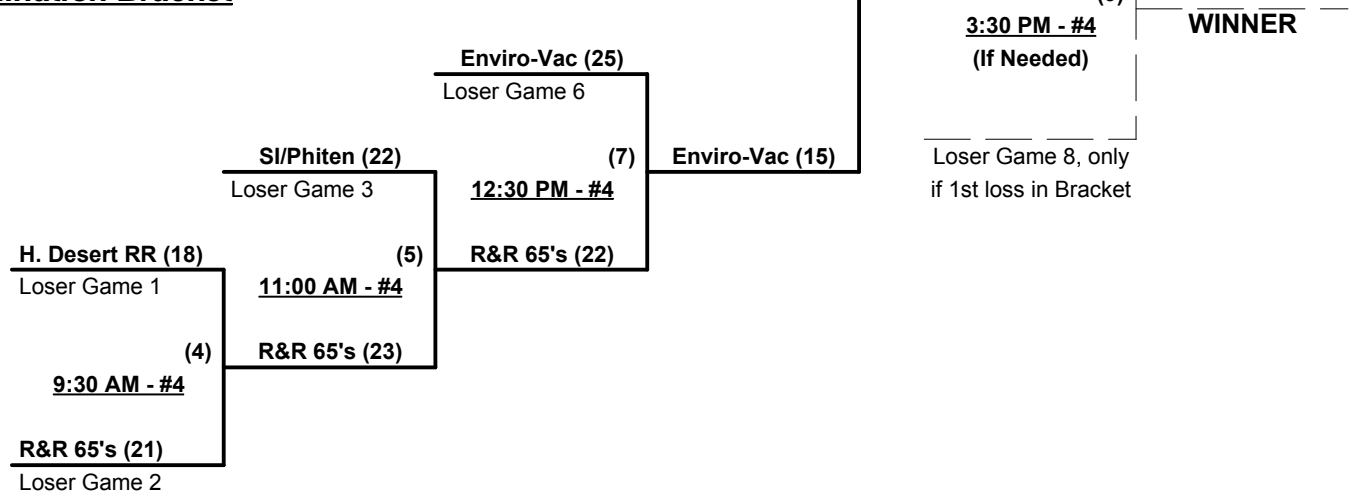 3:30 PM - #4
WINNER
(If Needed)
Enviro-Vac (25)
Loser Game 6
SI/Phiten (22)
(7)
Enviro-Vac (15)
Loser Game 8, only
Loser Game 3
12:30 PM - #4
if 1st loss in Bracket
H. Desert RR (18)
(5)
R&R 65's (22)
Loser Game 1
11:00 AM - #4
(4)
R&R 65's (23)
9:30 AM - #4
R&R 65's (21)
Loser Game 2